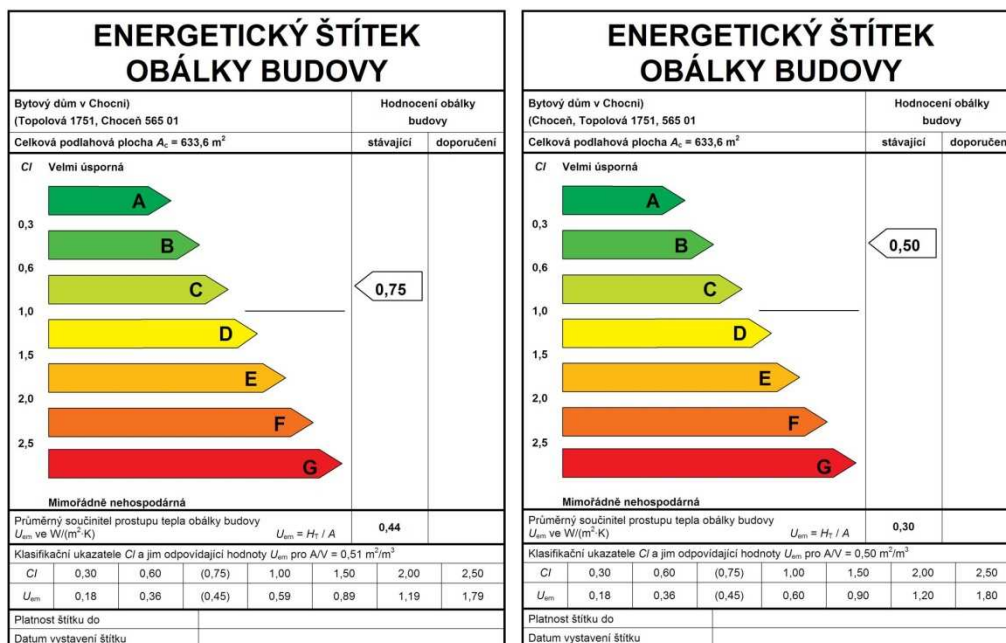 ENERGETICKÝ ŠTÍTEK
OBÁLKY BUDOVY
Bytový dům v Chocni)
(Topolová 1751, Choceň 565 01
Hodnocení obálky
budovy
Celková podlahová plocha Ac = 633,6 m²
stávající
doporučení
CI Velmi úsporná
A
0,3
B
0,6
C
0,75
1,0
D
1,5
E
2,0
F
2,5
G
Mimořádně nehospodárná
Průměrný součinitel prostupu tepla obálky budovy
Uem ve W/(m²·K) Uem = HT / A
0,44
Klasifikační ukazatele CI a jim odpovídající hodnoty Uem pro A/V = 0,51 m²/m³
CI 0,30 0,60 (0,75) 1,00 1,50 2,00 2,50
Uem 0,18 0,36 (0,45) 0,59 0,89 1,19 1,79
Platnost štítku do
Datum vystavení štítku
ENERGETICKÝ ŠTÍTEK
OBÁLKY BUDOVY
Bytový dům v Chocni)
(Choceň, Topolová 1751, 565 01
Hodnocení obálky
budovy
Celková podlahová plocha Ac = 633,6 m²
stávající
doporučení
CI Velmi úsporná
A
0,3
B
0,50
0,6
C
1,0
D
1,5
E
2,0
F
2,5
G
Mimořádně nehospodárná
Průměrný součinitel prostupu tepla obálky budovy
Uem ve W/(m²·K) Uem = HT / A
0,30
Klasifikační ukazatele CI a jim odpovídající hodnoty Uem pro A/V = 0,50 m²/m³
CI 0,30 0,60 (0,75) 1,00 1,50 2,00 2,50
Uem 0,18 0,36 (0,45) 0,60 0,90 1,20 1,80
Platnost štítku do
Datum vystavení štítku